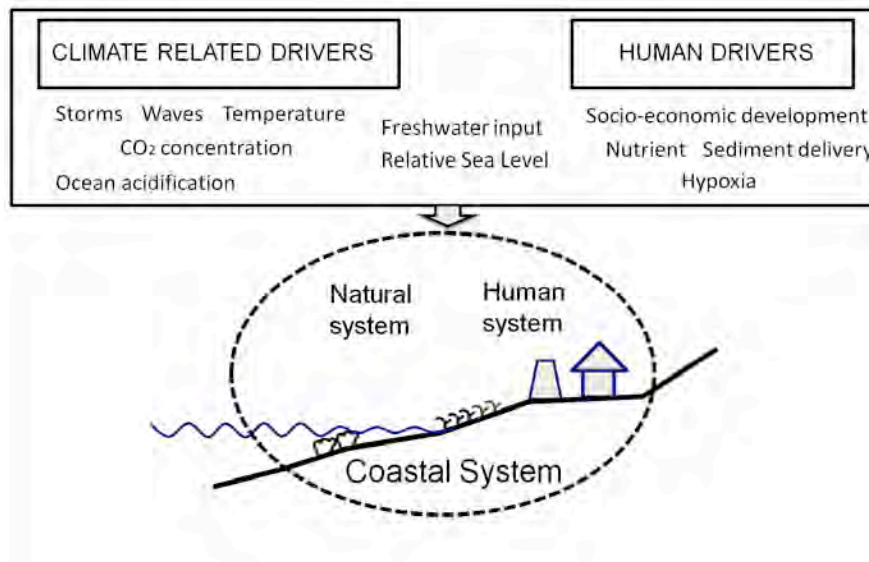 CLIMATE RELATED DRIVERS
HUMAN DRIVERS
Storms Waves Temperature
CO₂ concentration
Ocean acidification
Freshwater input
Relative Sea Level
Socio-economic development
Nutrient Sediment delivery
Hypoxia
Natural
system
Human
system
Coastal System